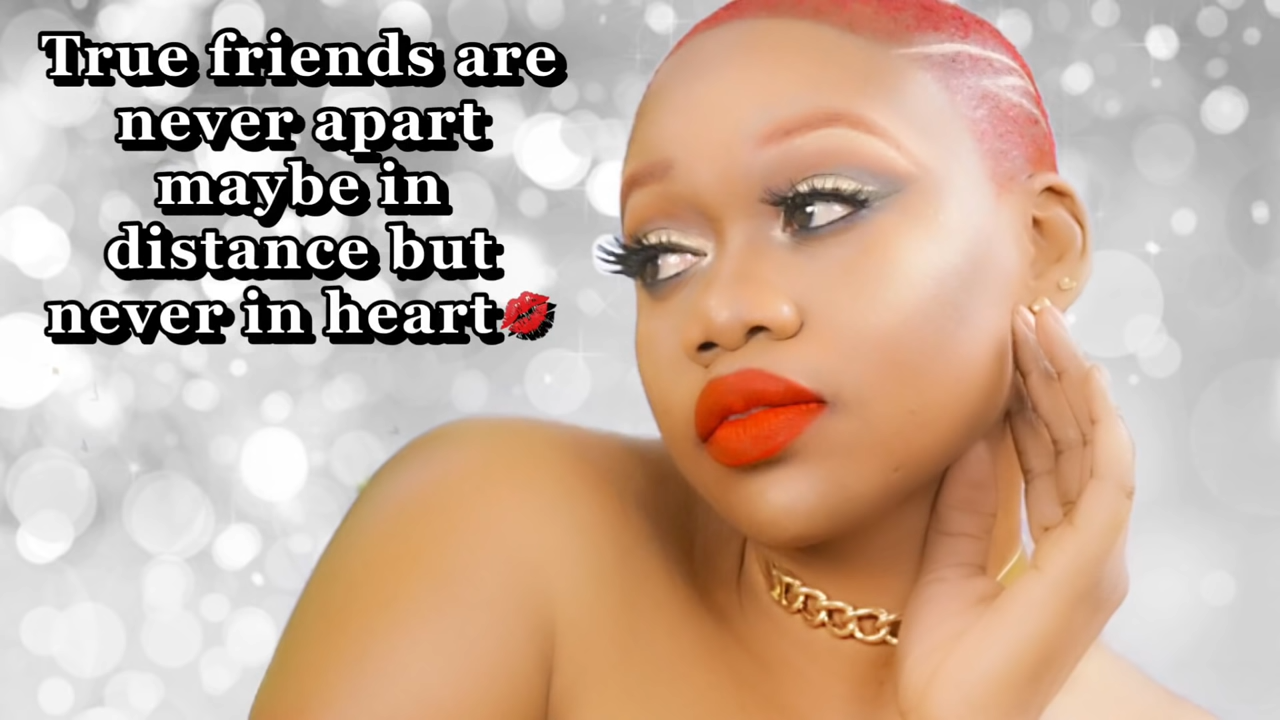 True friends are
never apart
maybe in
distance but
never in heart💋